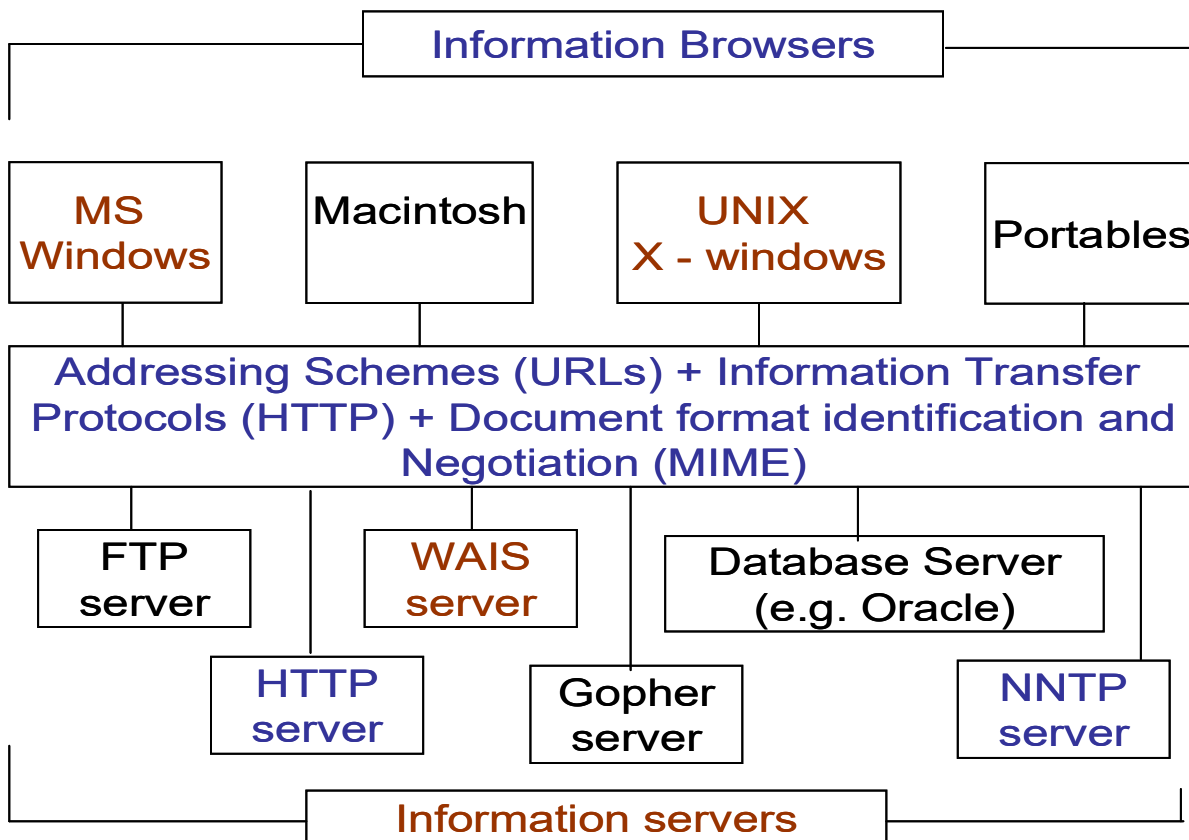 Information Browsers
MS
Windows
Macintosh
UNIX
X - windows
Portables
Addressing Schemes (URLs) + Information Transfer
Protocols (HTTP) + Document format identification and
Negotiation (MIME)
FTP
server
WAIS
server
Database Server
(e.g. Oracle)
HTTP
server
Gopher
server
NNTP
server
Information servers